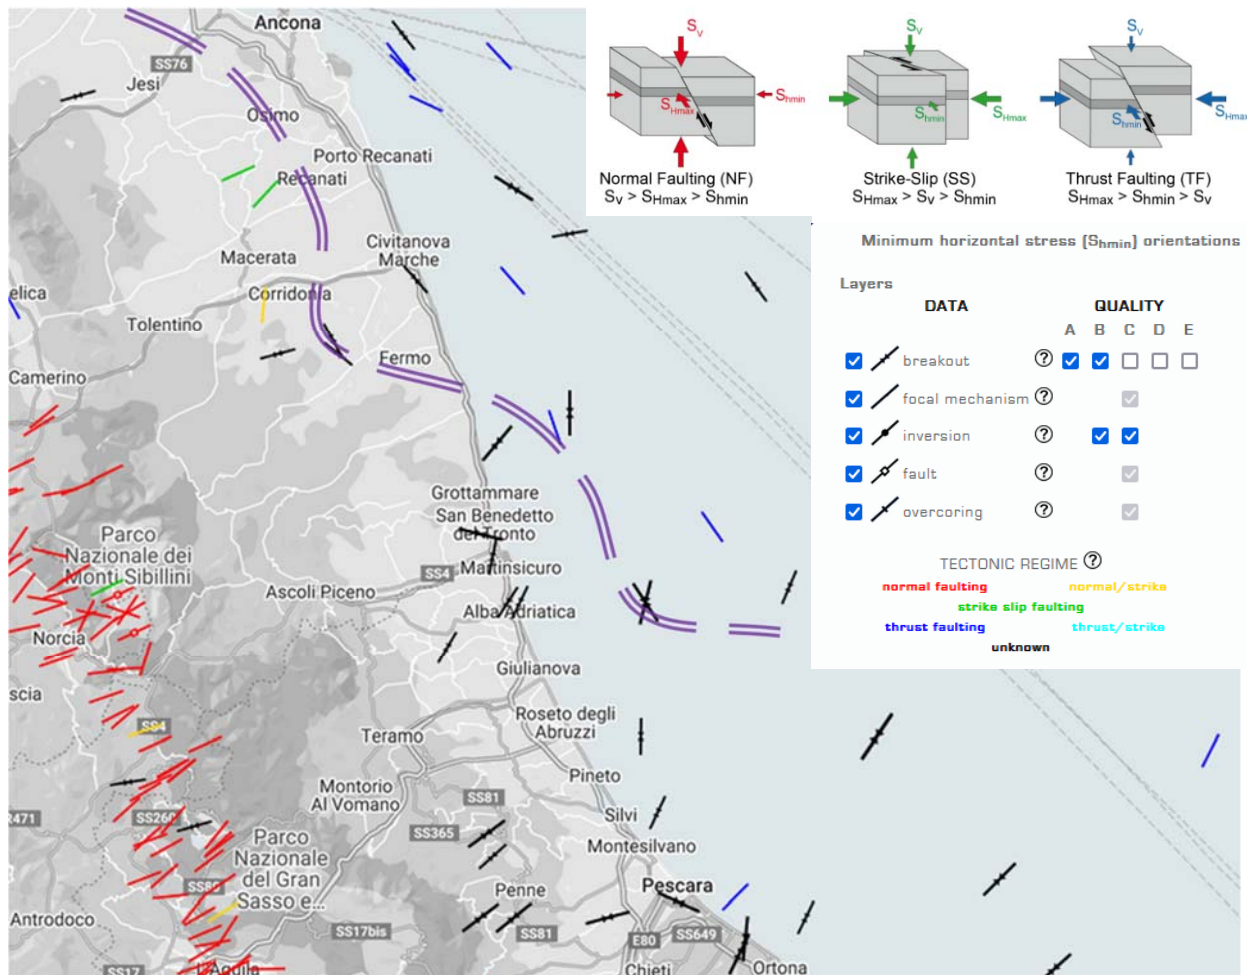 Ancona
SS76
Jesi
Osimo
Porto Recanati
Recanati
Civitanova
Marche
Macerata
elica
Corridonia
Tolentino
Fermo
Camerino
Grottammare
San Benedetto
del Tronto
Parco
Nazionale dei
Monti Sibillini
SS4
Martinsicuro
Ascoli Piceno
Alba Adriatica
Norcia
Giulianova
scia
Roseto degli
Abruzzi
SS4
Teramo
Pineto
Montorio
Al Vomano
SS81
Silvi
R471
SS260
SS365
Montesilvano
Parco
Nazionale
del Gran
Sasso e...
SS80
Penne
Pescara
Antrodoco
SS17bis
SS81
E80
SS649
SS17
L'Aquila
Chieti
Ortona
Sv
SHmax
Shmin
Normal Faulting (NF)
Sv > SHmax > Shmin
Sv
Shmin
SHmax
Strike-Slip (SS)
SHmax > Sv > Shmin
Sv
Shmin
SHmax
Thrust Faulting (TF)
SHmax > Shmin > Sv
Minimum horizontal stress (Shmin) orientations
Layers
DATA QUALITY
A B C D E
breakout ?
focal mechanism ?
inversion ?
fault ?
overcoring ?
TECTONIC REGIME ?
normal faulting normal/strike
strike slip faulting
thrust faulting thrust/strike
unknown